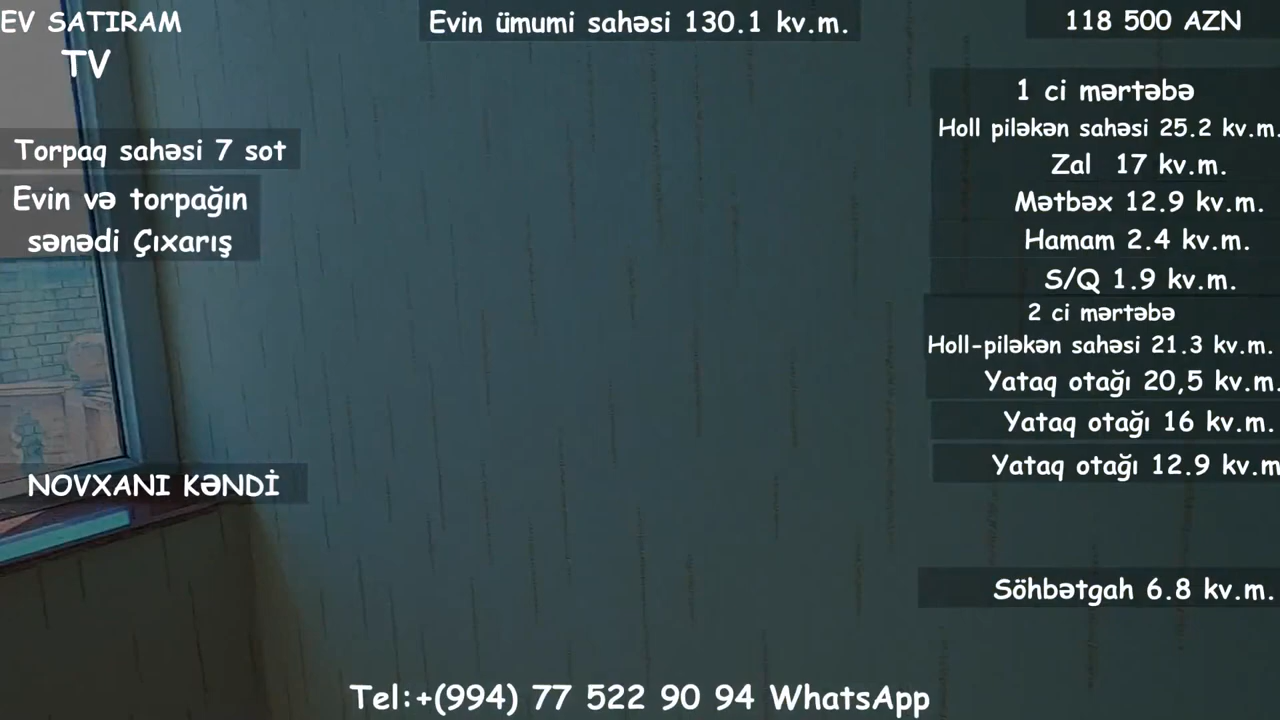 EV SATIRAM
TV
Evin ümumi sahəsi 130.1 kv.m.
118 500 AZN
Torpaq sahəsi 7 sot
Evin və torpağın
sənədi Çıxarış
NOVXANI KƏNDİ
1 ci mərtəbə
Holl piləkən sahəsi 25.2 kv.m.
Zal 17 kv.m.
Mətbəx 12.9 kv.m.
Hamam 2.4 kv.m.
S/Q 1.9 kv.m.
2 ci mərtəbə
Holl-piləkən sahəsi 21.3 kv.m.
Yataq otağı 20,5 kv.m.
Yataq otağı 16 kv.m.
Yataq otağı 12.9 kv.m
Söhbətgah 6.8 kv.m.
Tel:+(994) 77 522 90 94 WhatsApp